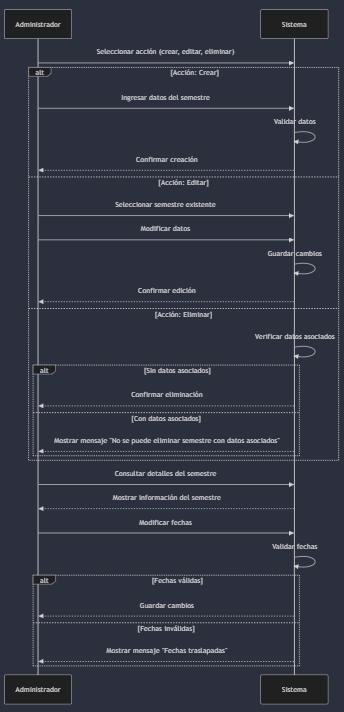 Administrador
Sistema
Seleccionar acción (crear, editar, eliminar)
alt
[Acción: Crear]
Ingresar datos del semestre
Validar datos
Confirmar creación
[Acción: Editar]
Seleccionar semestre existente
Modificar datos
Guardar cambios
Confirmar edición
[Acción: Eliminar]
Verificar datos asociados
alt
[Sin datos asociados]
Confirmar eliminación
[Con datos asociados]
Mostrar mensaje "No se puede eliminar semestre con datos asociados"
Consultar detalles del semestre
Mostrar información del semestre
Modificar fechas
Validar fechas
alt
[Fechas válidas]
Guardar cambios
[Fechas inválidas]
Mostrar mensaje "Fechas traslapadas"
Administrador
Sistema